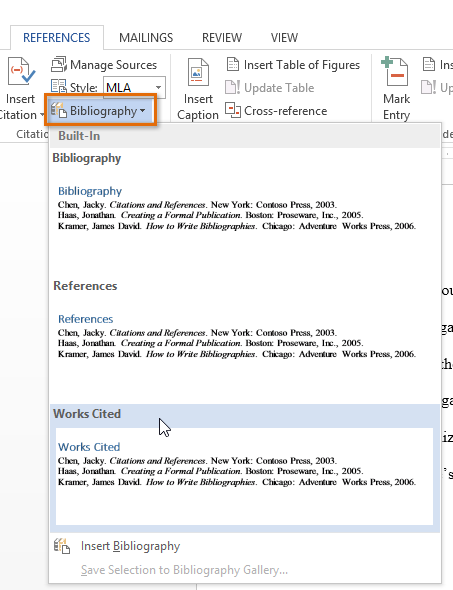 REFERENCES MAILINGS REVIEW VIEW
Manage Sources
Style: MLA
Bibliography
Insert
Citation
Insert
Caption
Insert Table of Figures
Update Table
Cross-reference
Mark
Entry
Ins
Up
Citatio
Built-In
Bibliography
Bibliography
Chen, Jacky. Citations and References. New York: Contoso Press, 2003.
Haas, Jonathan. Creating a Formal Publication. Boston: Proseware, Inc., 2005.
Kramer, James David. How to Write Bibliographies. Chicago: Adventure Works Press, 2006.
References
References
Chen, Jacky. Citations and References. New York: Contoso Press, 2003.
Haas, Jonathan. Creating a Formal Publication. Boston: Proseware, Inc., 2005.
Kramer, James David. How to Write Bibliographies. Chicago: Adventure Works Press, 2006.
Works Cited
Works Cited
Chen, Jacky. Citations and References. New York: Contoso Press, 2003.
Haas, Jonathan. Creating a Formal Publication. Boston: Proseware, Inc., 2005.
Kramer, James David. How to Write Bibliographies. Chicago: Adventure Works Press, 2006.
Insert Bibliography
Save Selection to Bibliography Gallery...